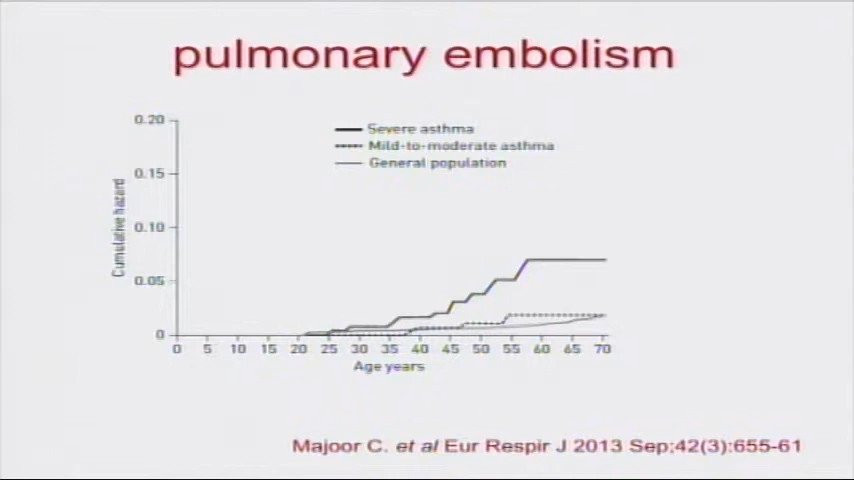 pulmonary embolism
0.20
Severe asthma
Mild-to-moderate asthma
General population
0.15
0.10
0.05
0
Cumulative hazard
0 5 10 15 20 25 30 35 40 45 50 55 60 65 70
Age years
Majoor C. et al Eur Respir J 2013 Sep;42(3):655-61